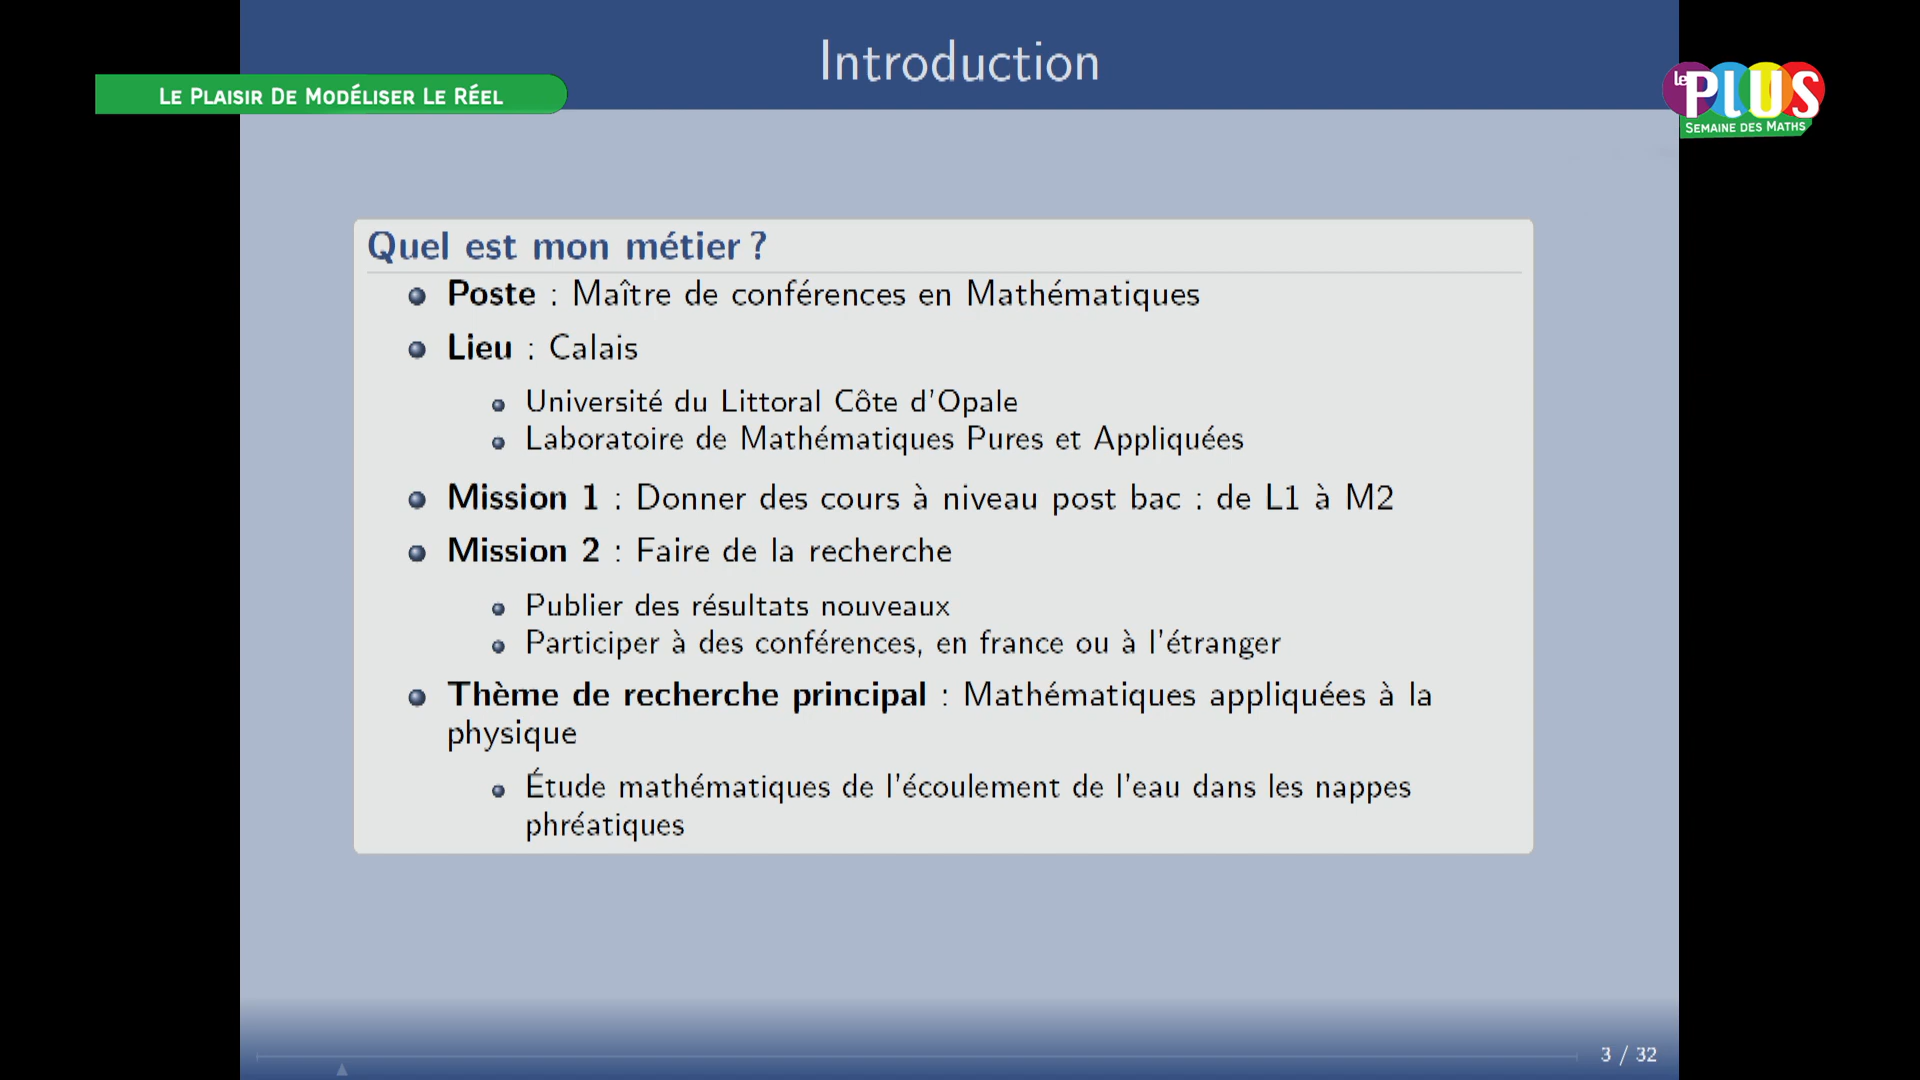 Introduction
LE PLAISIR DE MODÉLISER LE RÉEL
le PLUS
SEMAINE DES MATHS
Quel est mon métier ?
Poste : Maître de conférences en Mathématiques
Lieu : Calais
Université du Littoral Côte d'Opale
Laboratoire de Mathématiques Pures et Appliquées
Mission 1 : Donner des cours à niveau post bac : de L1 à M2
Mission 2 : Faire de la recherche
Publier des résultats nouveaux
Participer à des conférences, en france ou à l'étranger
Thème de recherche principal : Mathématiques appliquées à la
physique
Étude mathématiques de l'écoulement de l'eau dans les nappes
phréatiques
3 / 32